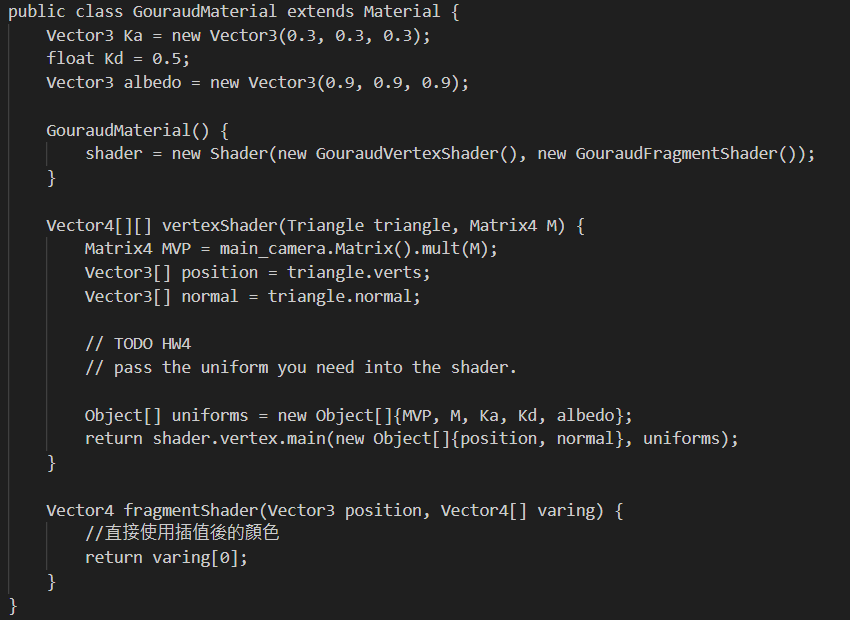 public class GouraudMaterial extends Material {
    Vector3 Ka = new Vector3(0.3, 0.3, 0.3);
    float Kd = 0.5;
    Vector3 albedo = new Vector3(0.9, 0.9, 0.9);

    GouraudMaterial() {
        shader = new Shader(new GouraudVertexShader(), new GouraudFragmentShader());
    }

    Vector4[][] vertexShader(Triangle triangle, Matrix4 M) {
        Matrix4 MVP = main_camera.Matrix().mult(M);
        Vector3[] position = triangle.verts;
        Vector3[] normal = triangle.normal;

        // TODO HW4
        // pass the uniform you need into the shader.

        Object[] uniforms = new Object[]{MVP, M, Ka, Kd, albedo};
        return shader.vertex.main(new Object[]{position, normal}, uniforms);
    }

    Vector4 fragmentShader(Vector3 position, Vector4[] varing) {
        //直接使用插值後的顏色
        return varing[0];
    }
}